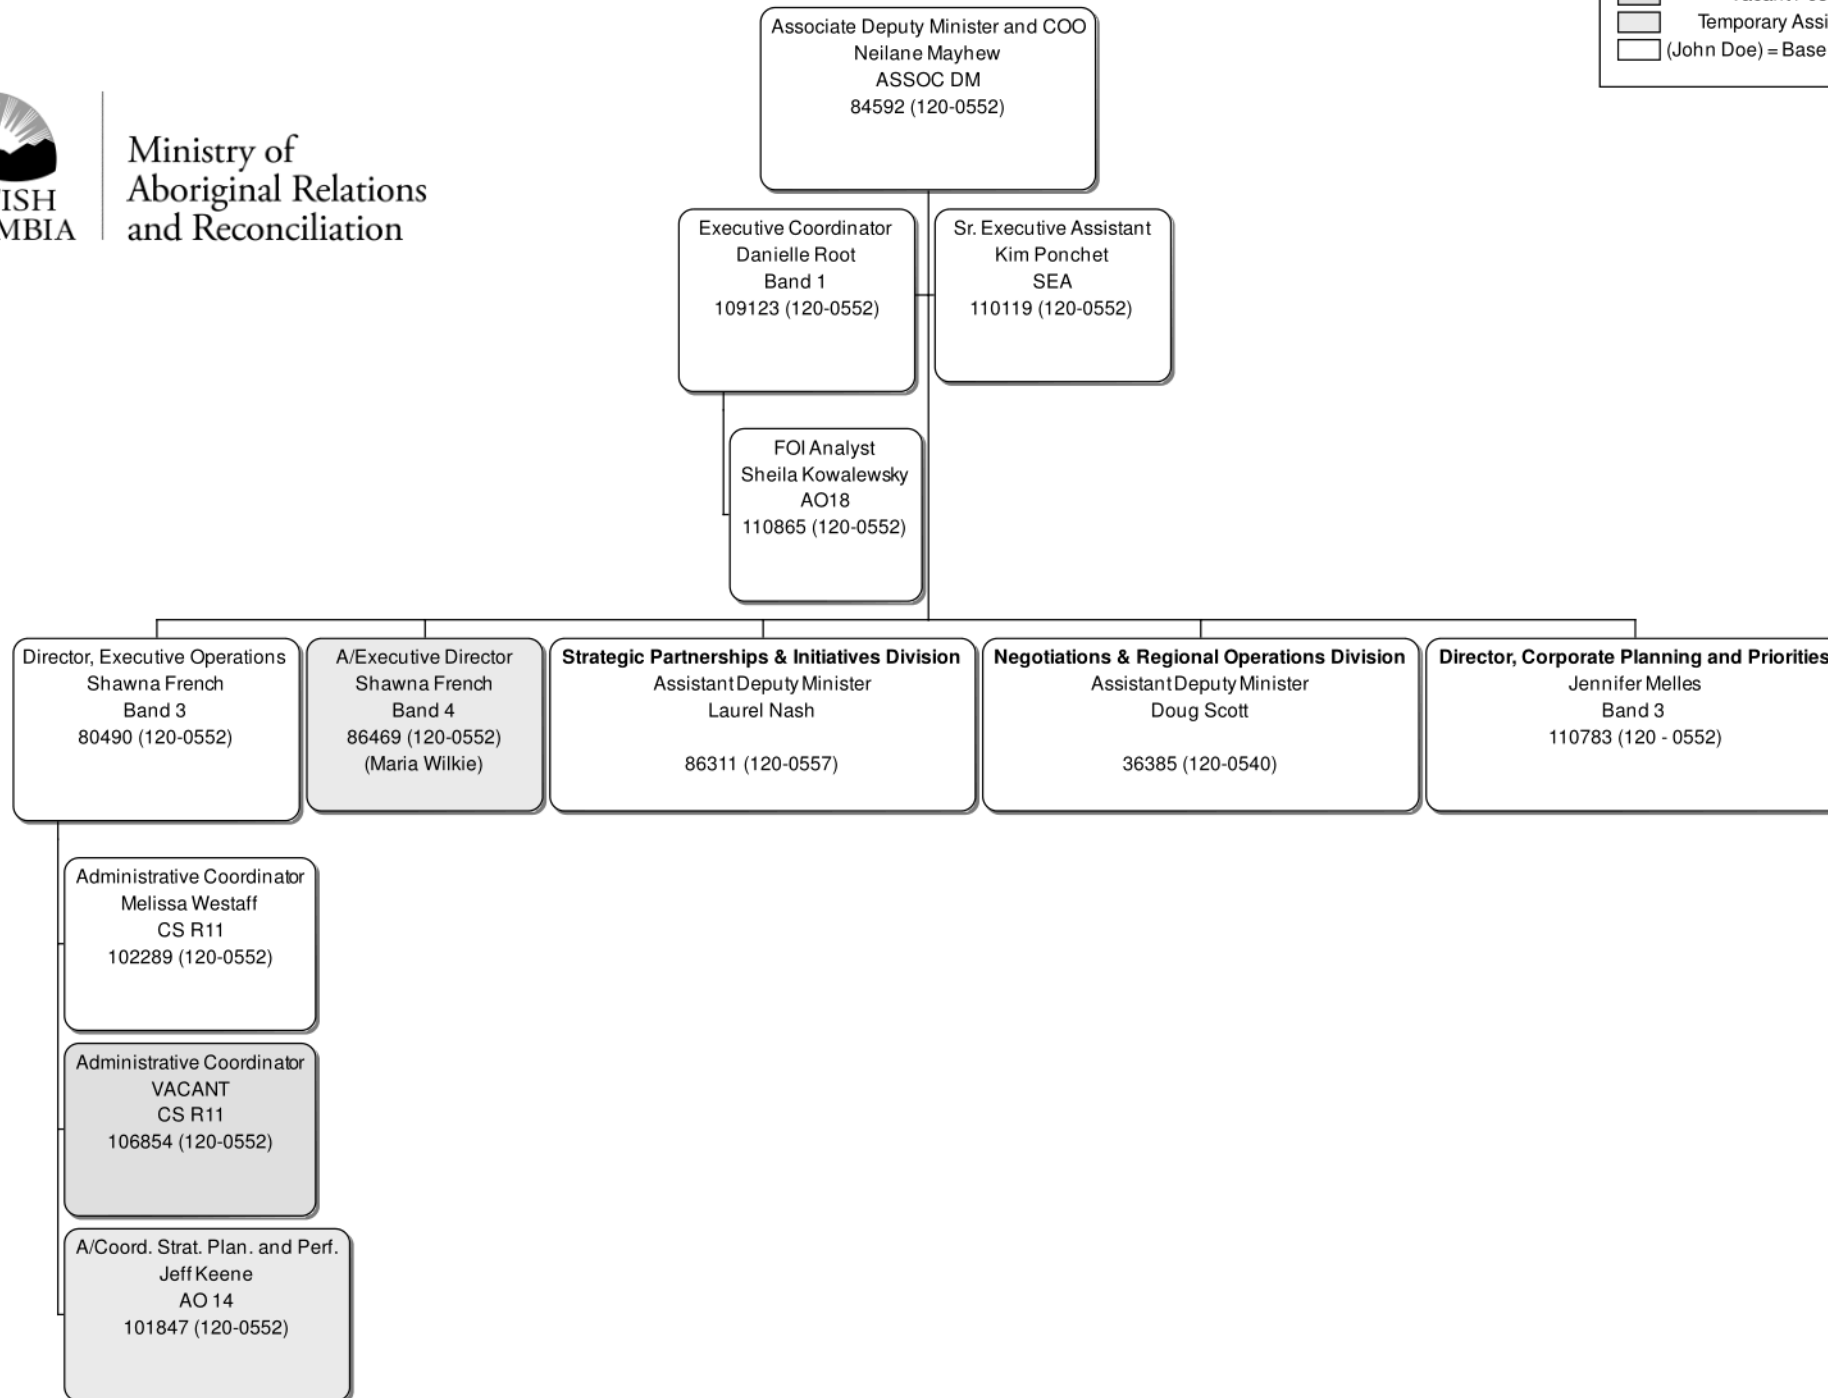 Associate Deputy Minister and COO
Neilane Mayhew
ASSOC DM
84592 (120-0552)
Temporary
(John Doe) = Base
Ministry of
Aboriginal Relations
and Reconciliation
Executive Coordinator
Danielle Root
Band 1
109123 (120-0552)
Sr. Executive Assistant
Kim Ponchet
SEA
110119 (120-0552)
FOI Analyst
Sheila Kowalewsky
AO18
110865 (120-0552)
Director, Executive Operations
Shawna French
Band 3
80490 (120-0552)
A/Executive Director
Shawna French
Band 4
86469 (120-0552)
(Maria Wilkie)
Strategic Partnerships & Initiatives Division
Assistant Deputy Minister
Laurel Nash
86311 (120-0557)
Negotiations & Regional Operations Division
Assistant Deputy Minister
Doug Scott
36385 (120-0540)
Director, Corporate Planning and Priorities
Jennifer Melles
Band 3
110783 (120 - 0552)
Administrative Coordinator
Melissa Westaff
CS R11
102289 (120-0552)
Administrative Coordinator
VACANT
CS R11
106854 (120-0552)
A/Coord. Strat. Plan. and Perf.
Jeff Keene
AO 14
101847 (120-0552)